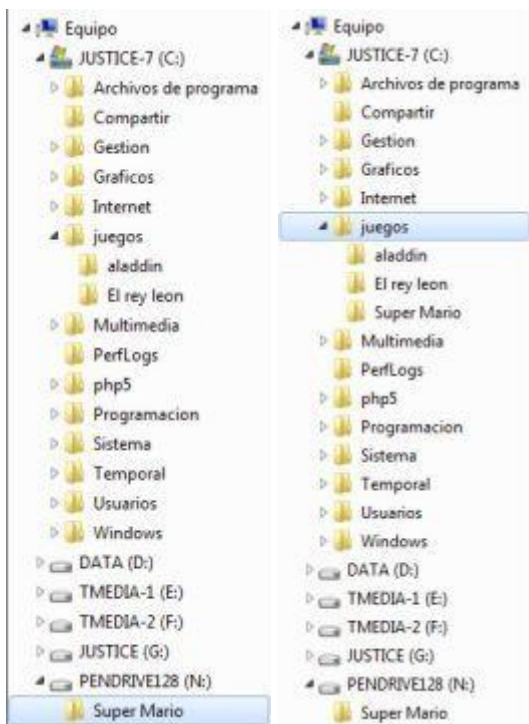 Equipo
JUSTICE-7 (C:)
Archivos de programa
Compartir
Gestion
Graficos
Internet
juegos
aladdin
El rey leon
Multimedia
PerfLogs
php5
Programacion
Sistema
Temporal
Usuarios
Windows
DATA (D:)
TMEDIA-1 (E:)
TMEDIA-2 (F:)
JUSTICE (G:)
PENDRIVE128 (N:)
Super Mario
Equipo
JUSTICE-7 (C:)
Archivos de programa
Compartir
Gestion
Graficos
Internet
juegos
aladdin
El rey leon
Super Mario
Multimedia
PerfLogs
php5
Programacion
Sistema
Temporal
Usuarios
Windows
DATA (D:)
TMEDIA-1 (E:)
TMEDIA-2 (F:)
JUSTICE (G:)
PENDRIVE128 (N:)
Super Mario